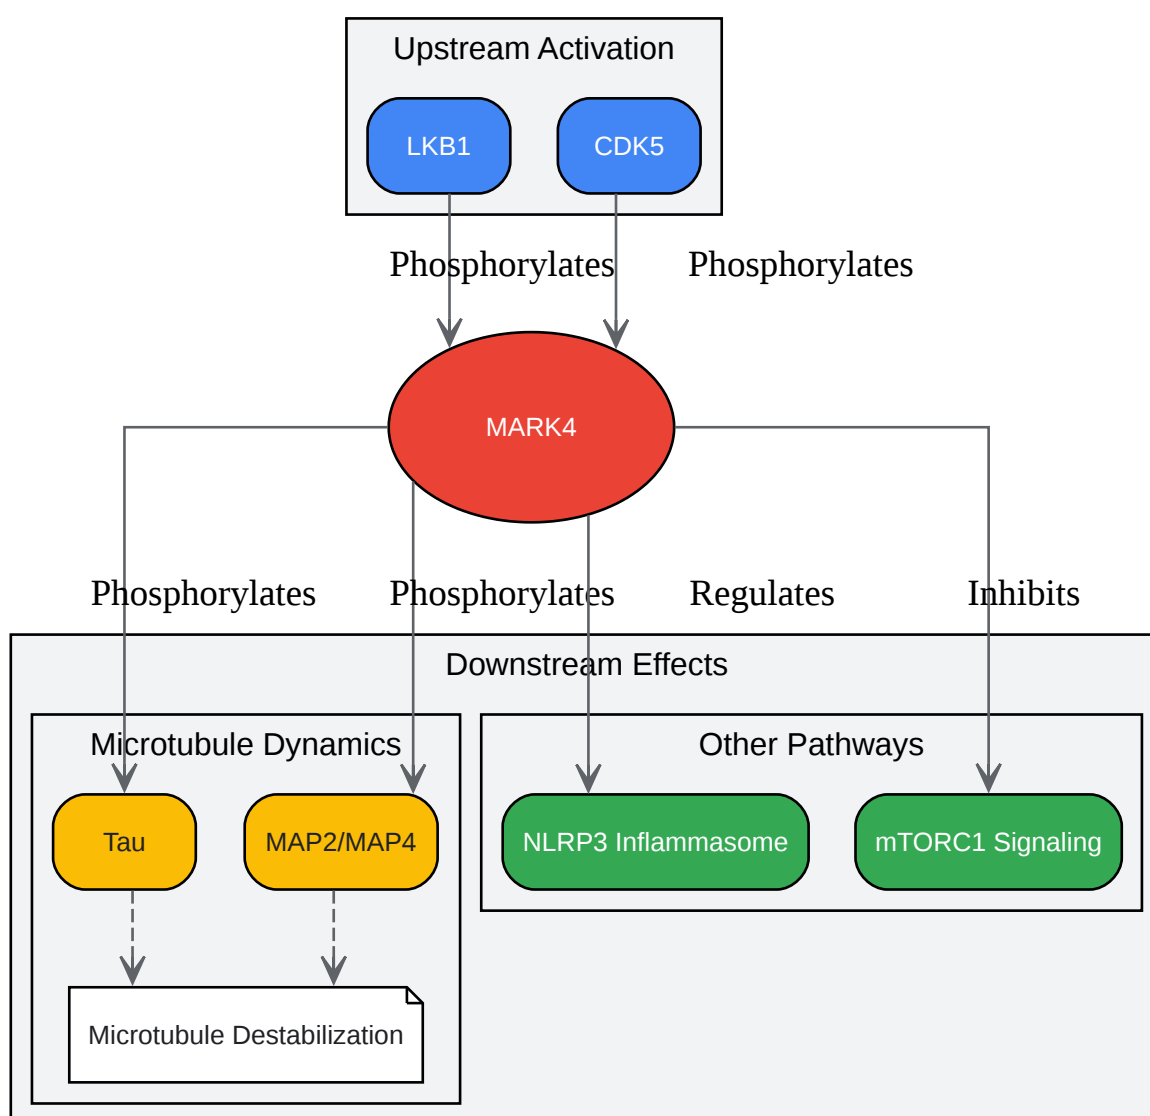 Upstream Activation
LKB1
CDK5
Phosphorylates
Phosphorylates
MARK4
Phosphorylates
Phosphorylates
Regulates
Inhibits
Downstream Effects
Microtubule Dynamics
Other Pathways
Tau
MAP2/MAP4
NLRP3 Inflammasome
mTORC1 Signaling
Microtubule Destabilization